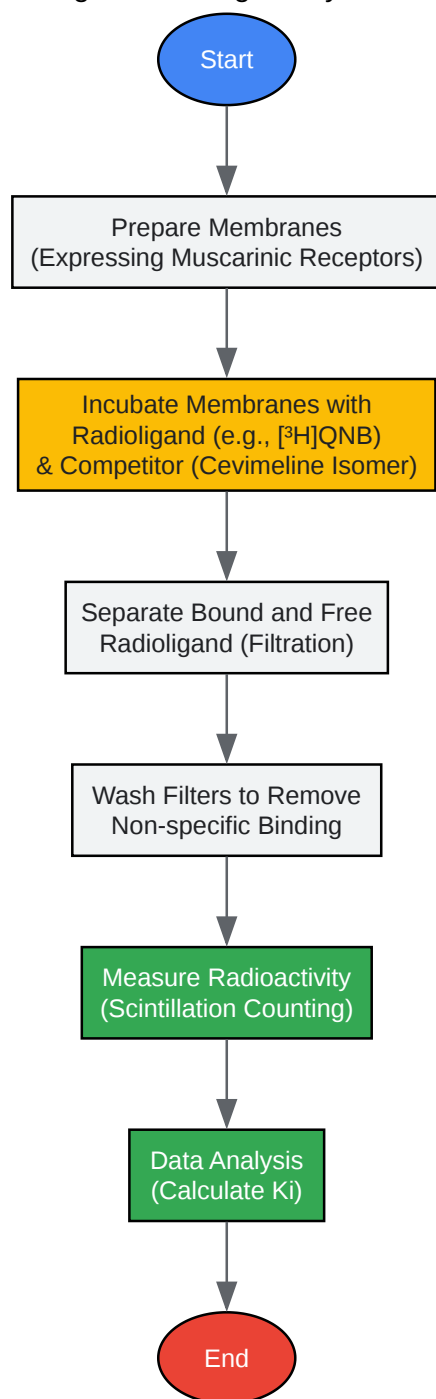 Start
Prepare Membranes
(Expressing Muscarinic Receptors)
Incubate Membranes with
Radioligand (e.g., [³H]QNB)
& Competitor (Cevimeline Isomer)
Separate Bound and Free
Radioligand (Filtration)
Wash Filters to Remove
Non-specific Binding
Measure Radioactivity
(Scintillation Counting)
Data Analysis
(Calculate Ki)
End